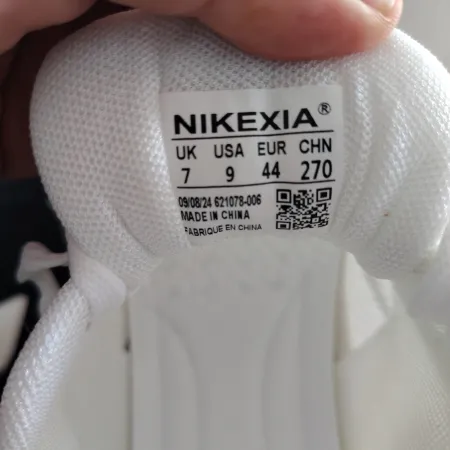 NIKEXIA®
UK USA EUR CHN
7 9 44 270
09/08/24 621078-006
MADE IN CHINA
FABRIQUE EN CHINA